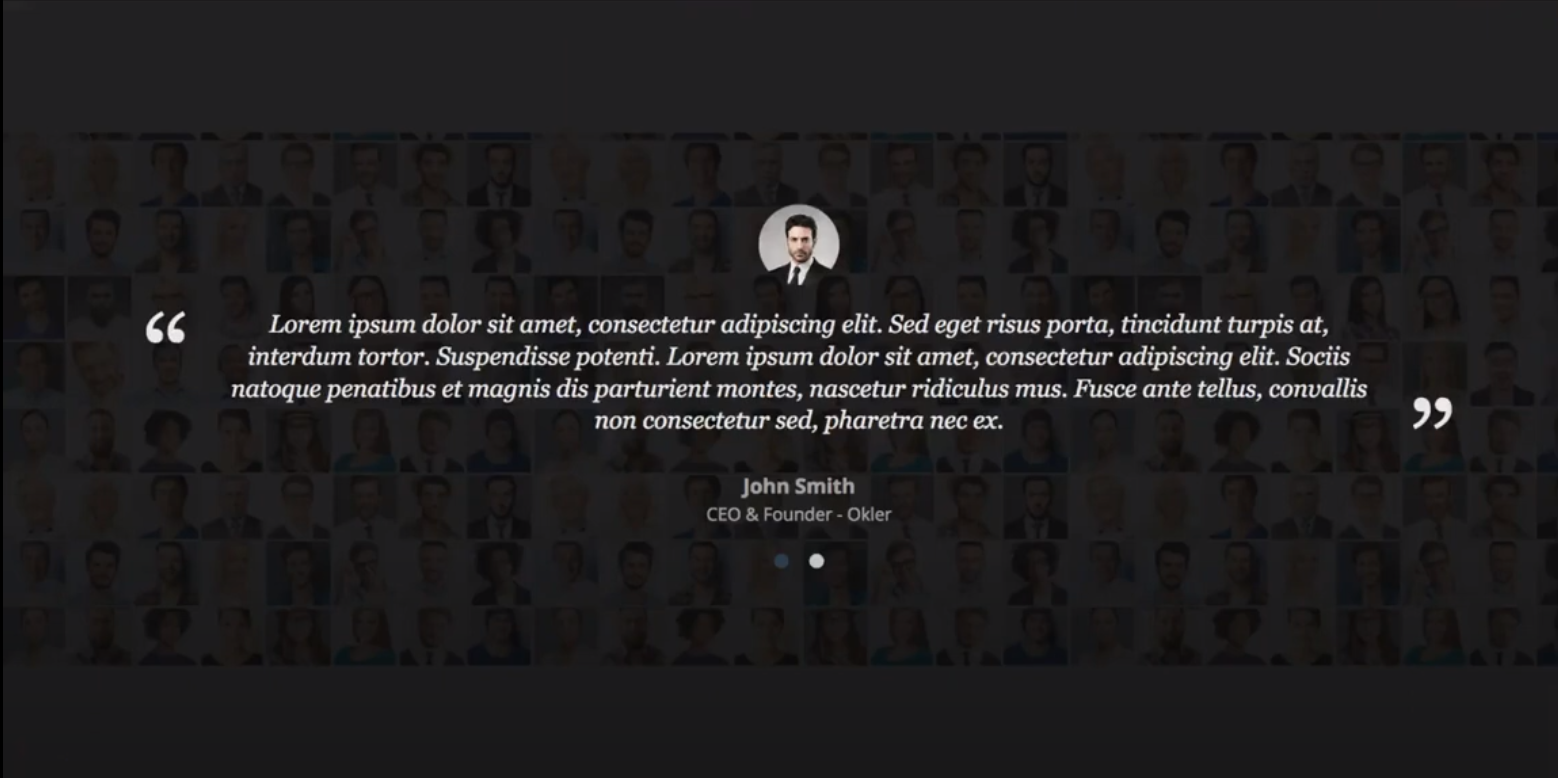 “ Lorem ipsum dolor sit amet, consectetur adipiscing elit. Sed eget risus porta, tincidunt turpis at,
interdum tortor. Suspendisse potenti. Lorem ipsum dolor sit amet, consectetur adipiscing elit. Sociis
natoque penatibus et magnis dis parturient montes, nascetur ridiculus mus. Fusce ante tellus, convallis
non consectetur sed, pharetra nec ex. ”
John Smith
CEO & Founder - Okler